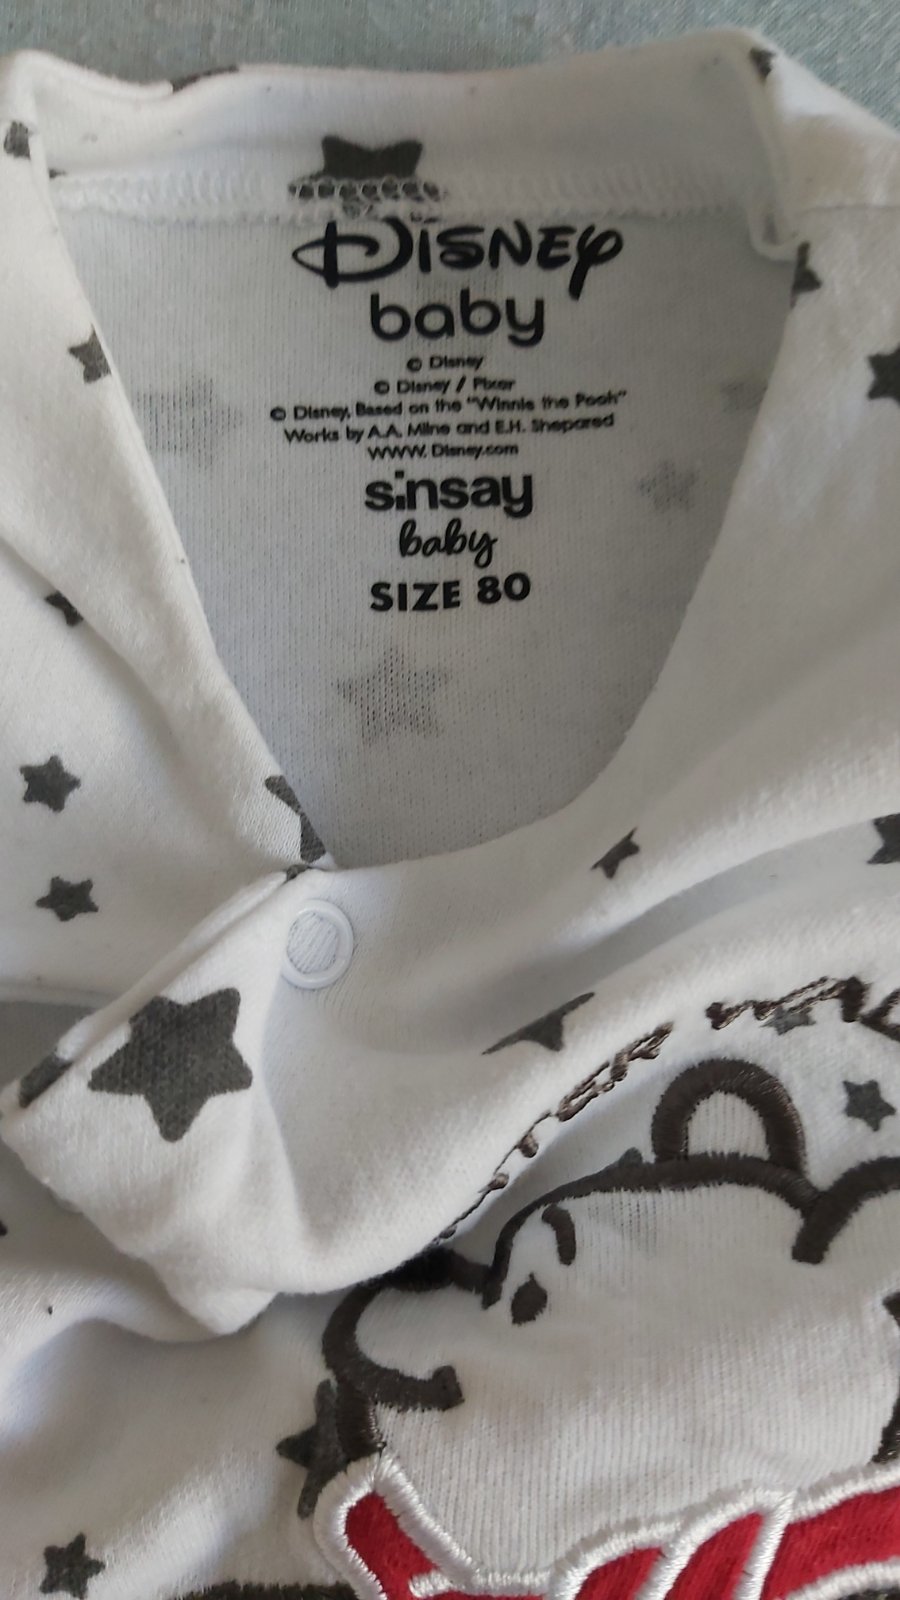 Disney
baby
© Disney
© Disney / Pixar
© Disney. Based on the "Winnie the Pooh"
Works by A.A. Milne and E.H. Shepared
WWW. Disney.com
sinsay
baby
SIZE 80